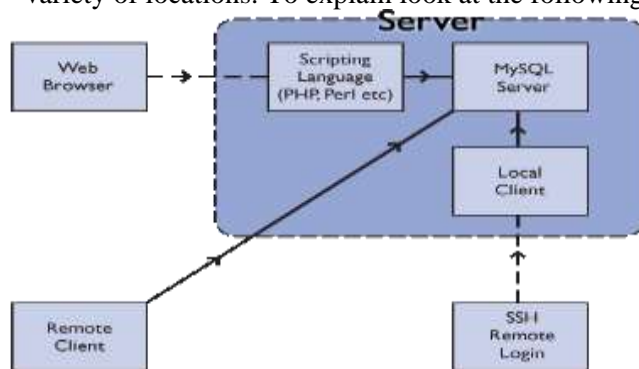 variety of locations. To explain look at the following
Server
Web
Browser
Scripting
Language
(PHP, Perl etc)
MySQL
Server
Local
Client
Remote
Client
SSH
Remote
Login